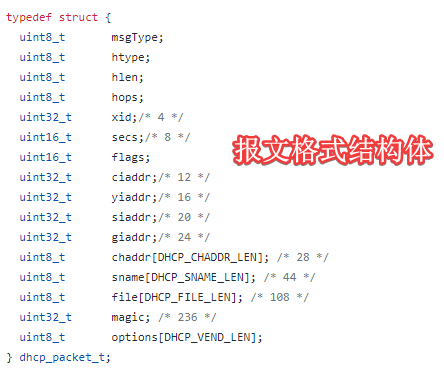 typedef struct {
uint8_t msgType;
uint8_t htype;
uint8_t hlen;
uint8_t hops;
uint32_t xid;/* 4 */
uint16_t secs;/* 8 */
uint16_t flags;
uint32_t ciaddr;/* 12 */
uint32_t yiaddr;/* 16 */
uint32_t siaddr;/* 20 */
uint32_t giaddr;/* 24 */
uint8_t chaddr[DHCP_CHADDR_LEN]; /* 28 */
uint8_t sname[DHCP_SNAME_LEN]; /* 44 */
uint8_t file[DHCP_FILE_LEN]; /* 108 */
uint32_t magic; /* 236 */
uint8_t options[DHCP_VEND_LEN];
} dhcp_packet_t;
报文格式结构体